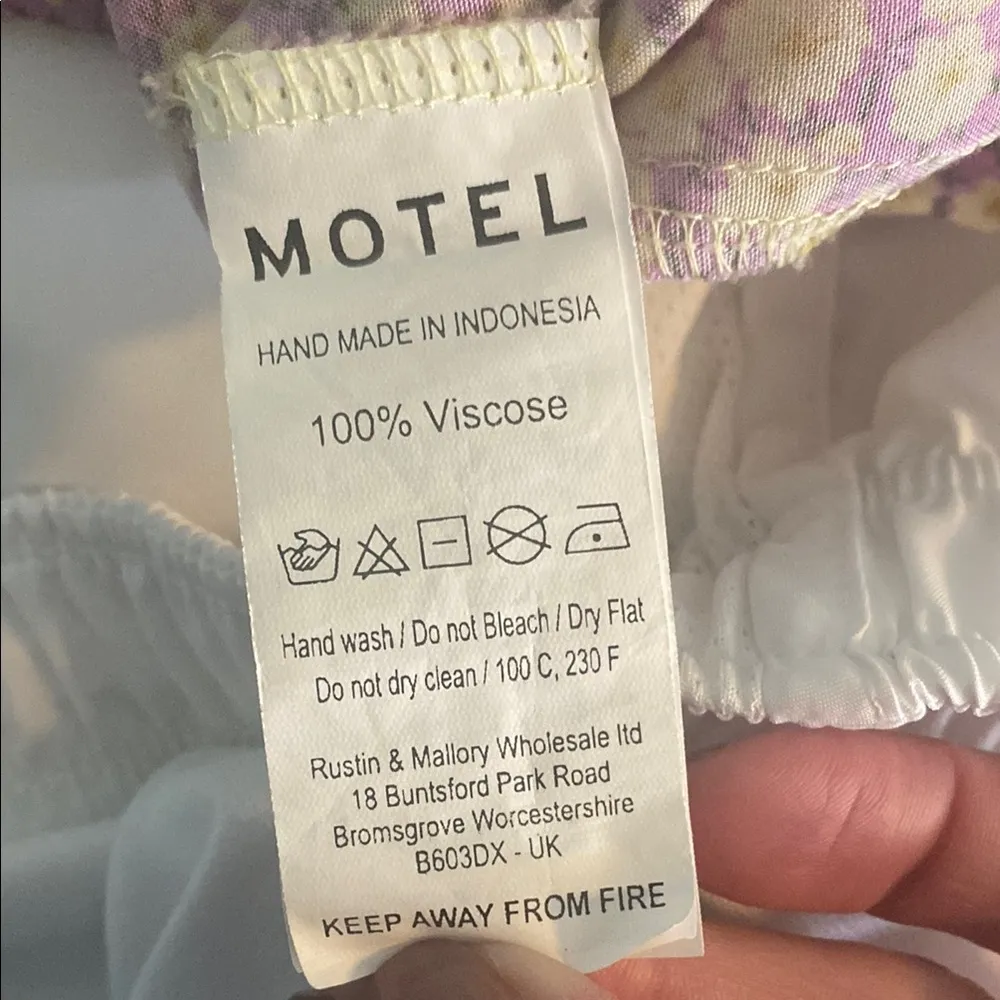 MOTEL
HAND MADE IN INDONESIA
100% Viscose
Hand wash / Do not Bleach / Dry Flat
Do not dry clean / 100 C, 230 F
Rustin & Mallory Wholesale ltd
18 Buntsford Park Road
Bromsgrove Worcestershire
B603DX - UK
KEEP AWAY FROM FIRE